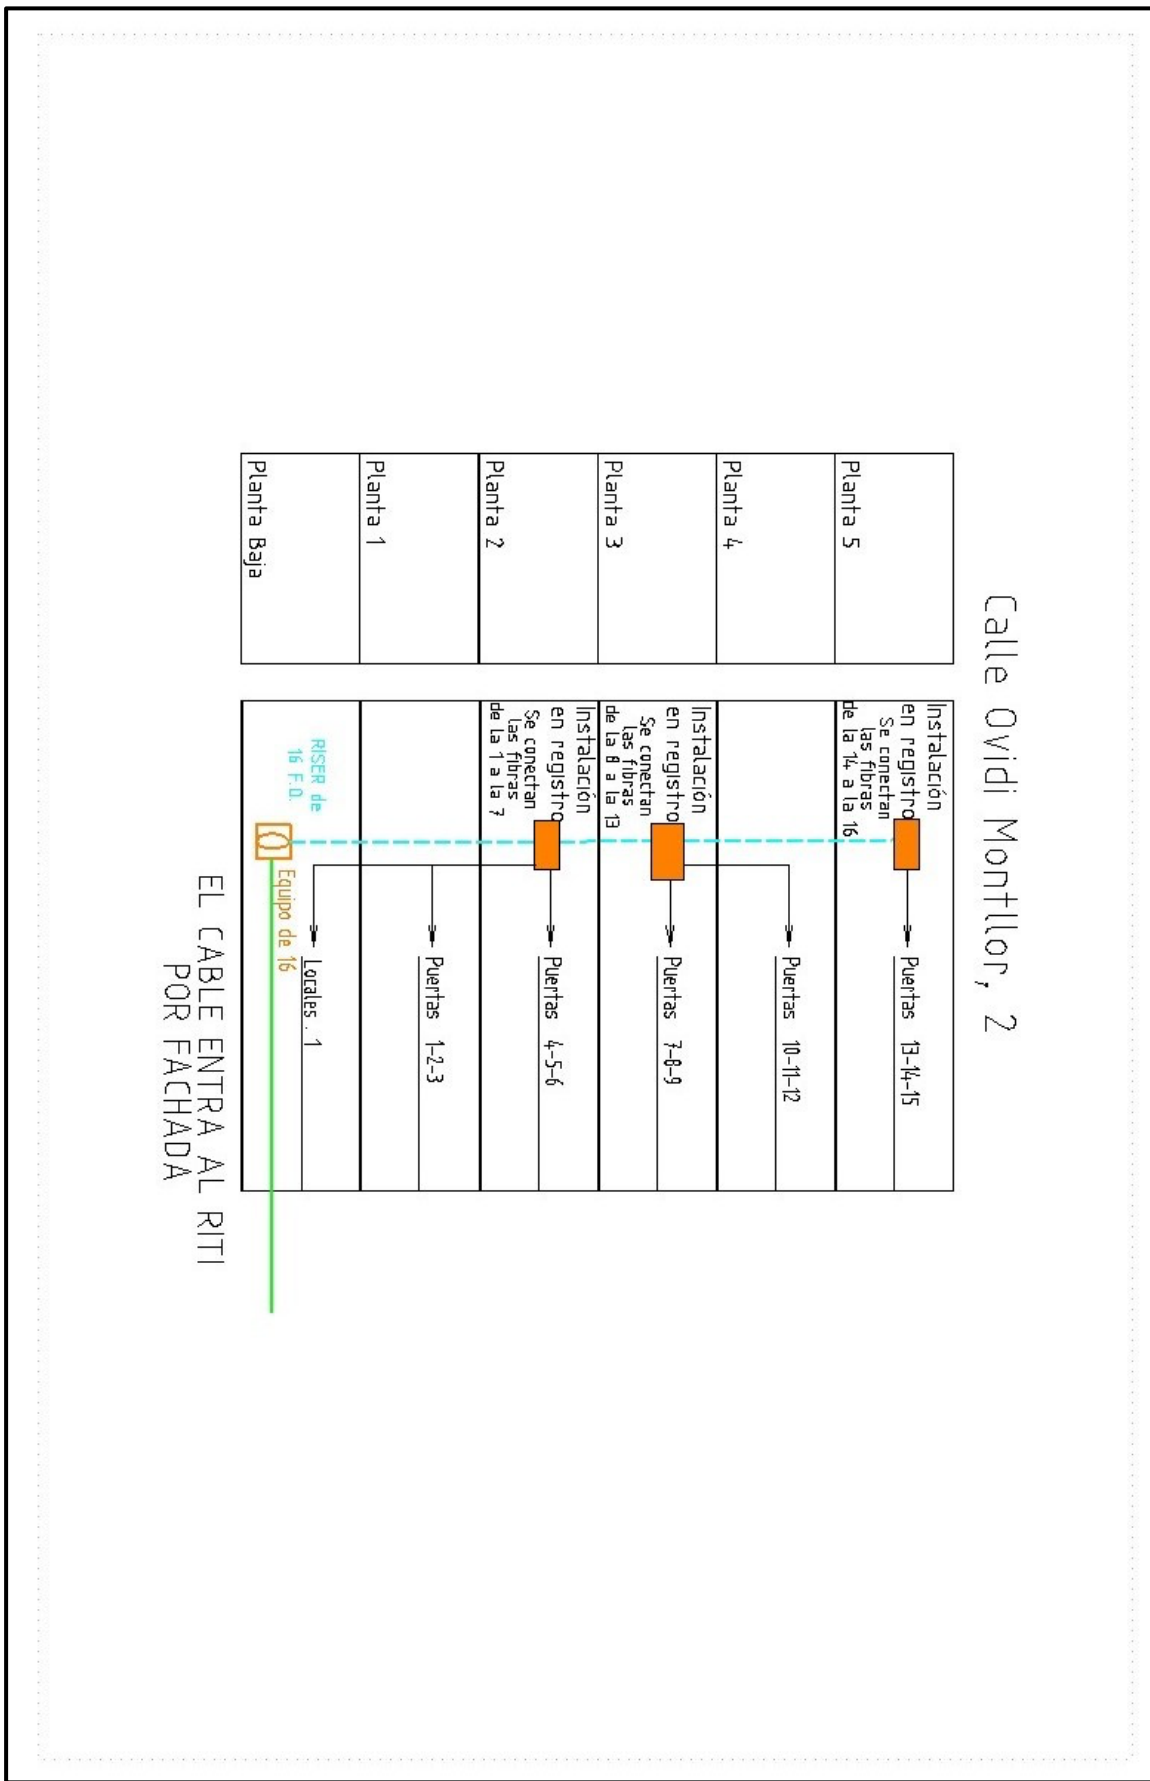 Calle Ovidi Montllor, 2
Planta 5
Instalación
en registro
Se conectan
las fibras
de la 14 a la 16
Puertas 13-14-15
Planta 4
Puertas 10-11-12
Planta 3
Instalación
en registro
Se conectan
las fibras
de la 8 a la 13
Puertas 7-8-9
Planta 2
Instalación
en registro
Se conectan
las fibras
de la 1 a la 7
Puertas 4-5-6
Planta 1
Puertas 1-2-3
Planta Baja
RISER de
16 F.O.
Locales . 1
Equipo de 16
EL CABLE ENTRA AL RITI
POR FACHADA